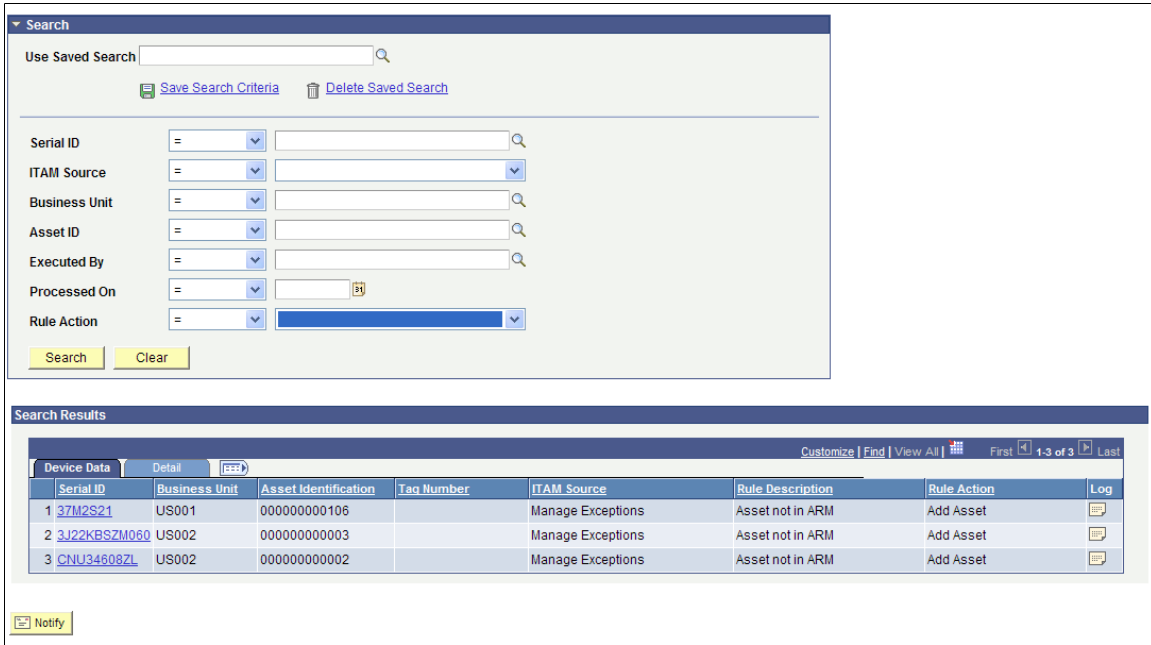 Search
Use Saved Search
Save Search Criteria Delete Saved Search
Serial ID =
ITAM Source =
Business Unit =
Asset ID =
Executed By =
Processed On = 31
Rule Action =
Search Clear
Search Results
Customize | Find | View All | First 1-3 of 3 Last
Device Data Detail
Serial ID Business Unit Asset Identification Tag Number ITAM Source Rule Description Rule Action Log
1 37M2S21 US001 000000000106 Manage Exceptions Asset not in ARM Add Asset
2 3J22KBSZM060 US002 000000000003 Manage Exceptions Asset not in ARM Add Asset
3 CNU34608ZL US002 000000000002 Manage Exceptions Asset not in ARM Add Asset
Notify